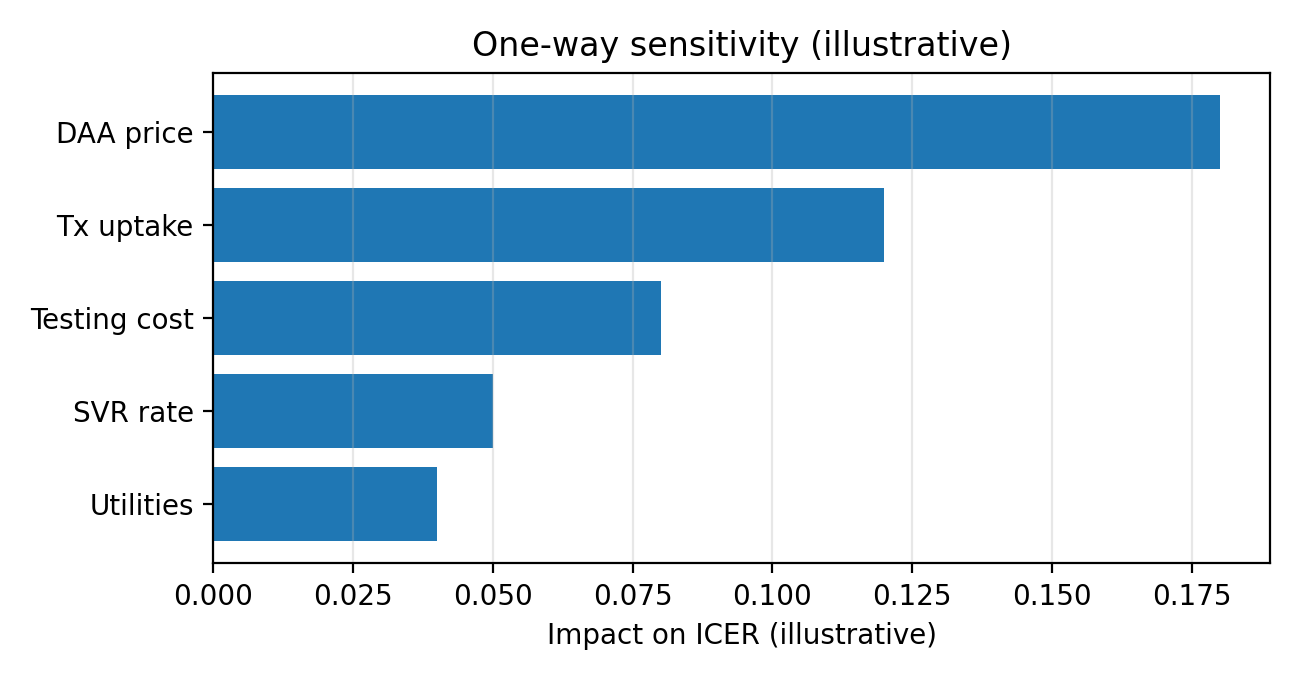 One-way sensitivity (illustrative)
DAA price
Tx uptake
Testing cost
SVR rate
Utilities
0.000 0.025 0.050 0.075 0.100 0.125 0.150 0.175
Impact on ICER (illustrative)